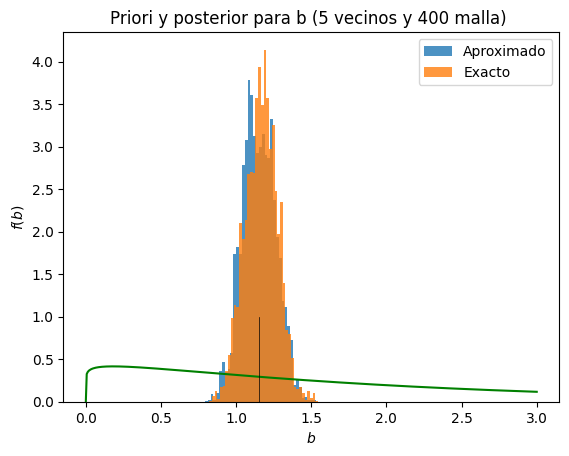 Priori y posterior para b (5 vecinos y 400 malla)
Aproximado
Exacto
4.0
3.5
3.0
2.5
2.0
1.5
1.0
0.5
0.0
f(b)
0.0 0.5 1.0 1.5 2.0 2.5 3.0
b